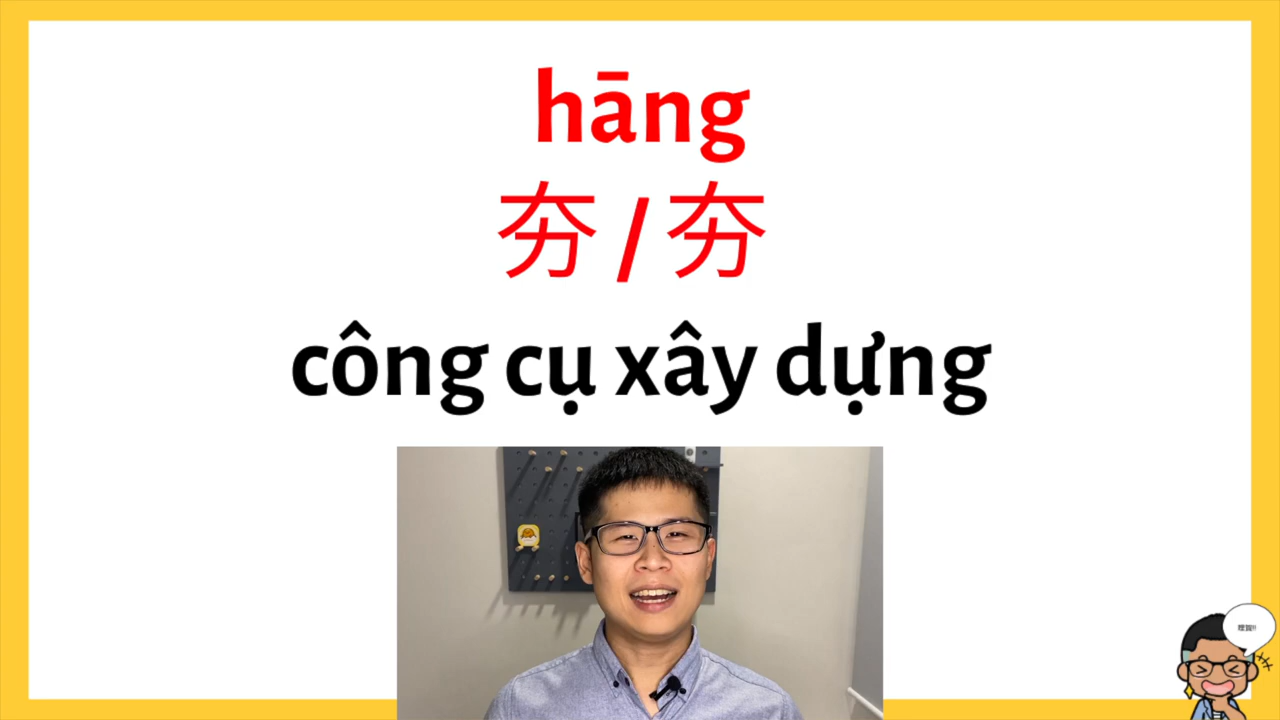 hāng
夯 / 夯
công cụ xây dựng